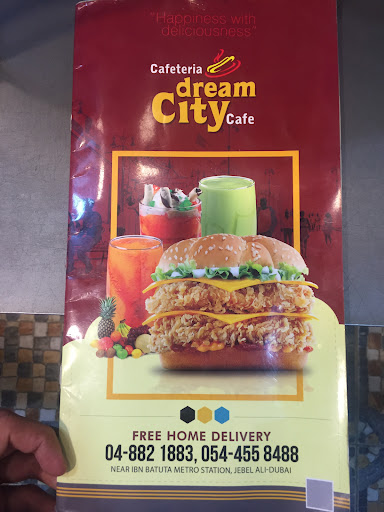 "Happiness with
deliciousness"
Cafeteria
dream
City
Cafe
FREE HOME DELIVERY
04-882 1883, 054-455 8488
NEAR IBN BATUTA METRO STATION, JEBEL ALI-DUBAI